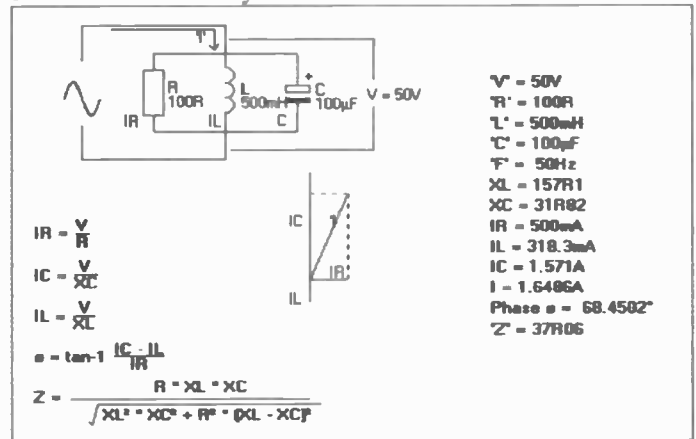 "I"
R
100R
IR
L
500mH
IL
+
C
100µF
C
V = 50V
IR = V/R
IC = V/XC
IL = V/XL
ø = tan-1 IC - IL
IR
Z = R * XL * XC
√XL² * XC² + R² * (XL - XC)²
IC
I
IR
IL
"V" = 50V
"R" = 100R
"L" = 500mH
"C" = 100µF
"F" = 50Hz
XL = 157R1
XC = 31R82
IR = 500mA
IL = 318.3mA
IC = 1.571A
I = 1.6486A
Phase ø = 68.4502°
"Z" = 37R06